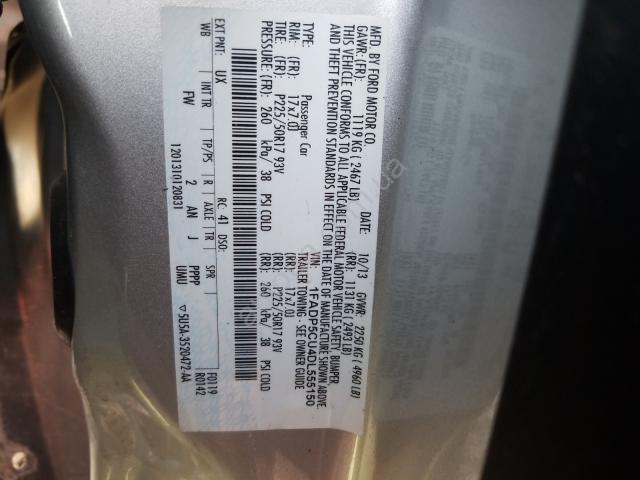 MFD. BY FORD MOTOR CO.
DATE: 10/13 GVWR: 2250 KG ( 4960 LB)
GAWR: (FR): 1119 KG ( 2467 LB) (RR): 1131 KG ( 2493 LB)
THIS VEHICLE CONFORMS TO ALL APPLICABLE FEDERAL MOTOR VEHICLE SAFETY, BUMPER,
AND THEFT PREVENTION STANDARDS IN EFFECT ON THE DATE OF MANUFACTURE SHOWN ABOVE.
VIN: 1FADP5CU4DL555150
TYPE: Passenger Car TRAILER TOWING - SEE OWNER GUIDE
RIM: (FR) 17x7.0J (RR): 17x7.0J
TIRE: (FR) P225/50R17 93V (RR): P225/50R17 93V
PRESSURE: (FR): 260 kPa/ 38 PSI COLD (RR): 260 kPa/ 38 PSI COLD
EXT PNT: UX RC: 41 DSO: F0119
R0142
WB INT TR TP/PS R AXLE TR SPR
FW 2 AN J PPPP
UMU
1201310120831 5U5A-3520472-AA